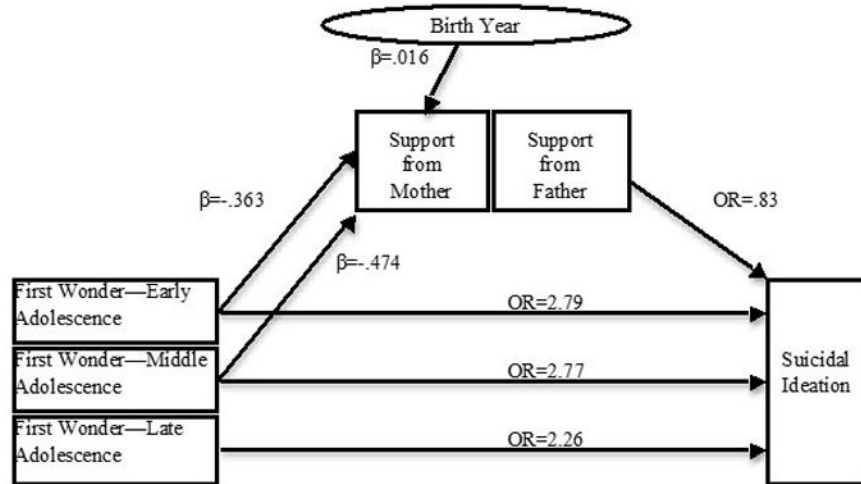 Birth Year
β=.016
Support
from
Mother
Support
from
Father
β=-.363
OR=.83
β=-.474
First Wonder—Early
Adolescence
OR=2.79
First Wonder—Middle
Adolescence
OR=2.77
Suicidal
Ideation
First Wonder—Late
Adolescence
OR=2.26